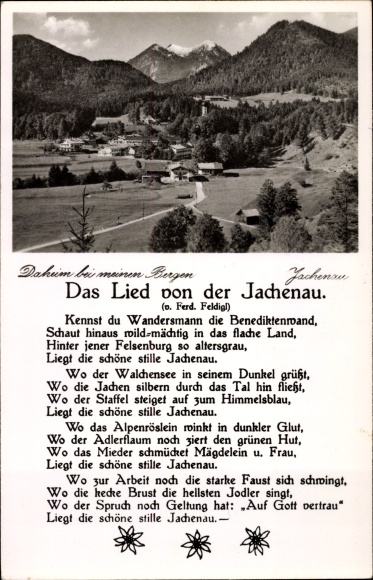 Daheim bei meinen Bergen Jachenau
Das Lied von der Jachenau.
(v. Ferd. Feldigl)
Kennst du Wandersmann die Benediktenwand,
Schaut hinaus wild-mächtig in das flache Land,
Hinter jener Felsenburg so altersgrau,
Liegt die schöne stille Jachenau.
Wo der Walchensee in seinem Dunkel grüßt,
Wo die Jachen silbern durch das Tal hin fließt,
Wo der Staffel steiget auf zum Himmelsblau,
Liegt die schöne stille Jachenau.
Wo das Alpenröslein winkt in dunkler Glut,
Wo der Adlerflaum noch ziert den grünen Hut,
Wo das Mieder schmücket Mägdelein u. Frau,
Liegt die schöne stille Jachenau.
Wo zur Arbeit noch die starke Faust sich schwingt,
Wo die kecke Brust die hellsten Jodler singt,
Wo der Spruch noch Geltung hat: „Auf Gott vertrau“
Liegt die schöne stille Jachenau.—